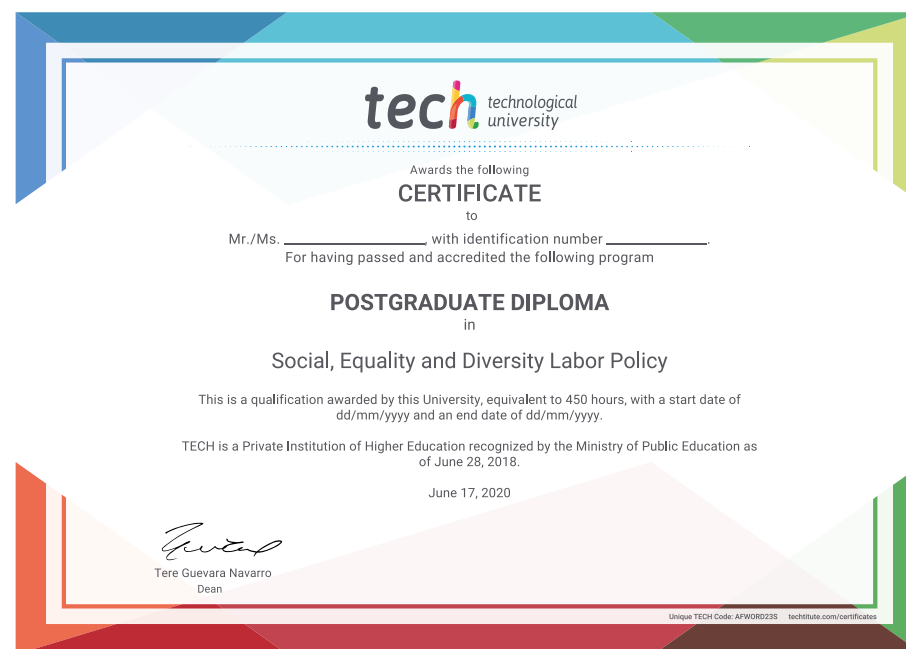 tech technological
university
Awards the following
CERTIFICATE
to
Mr./Ms. ____________________, with identification number ______________.
For having passed and accredited the following program
POSTGRADUATE DIPLOMA
in
Social, Equality and Diversity Labor Policy
This is a qualification awarded by this University, equivalent to 450 hours, with a start date of
dd/mm/yyyy and an end date of dd/mm/yyyy.
TECH is a Private Institution of Higher Education recognized by the Ministry of Public Education as
of June 28, 2018.
June 17, 2020
Tere Guevara Navarro
Dean
Unique TECH Code: AFWORD23S techtitute.com/certificates